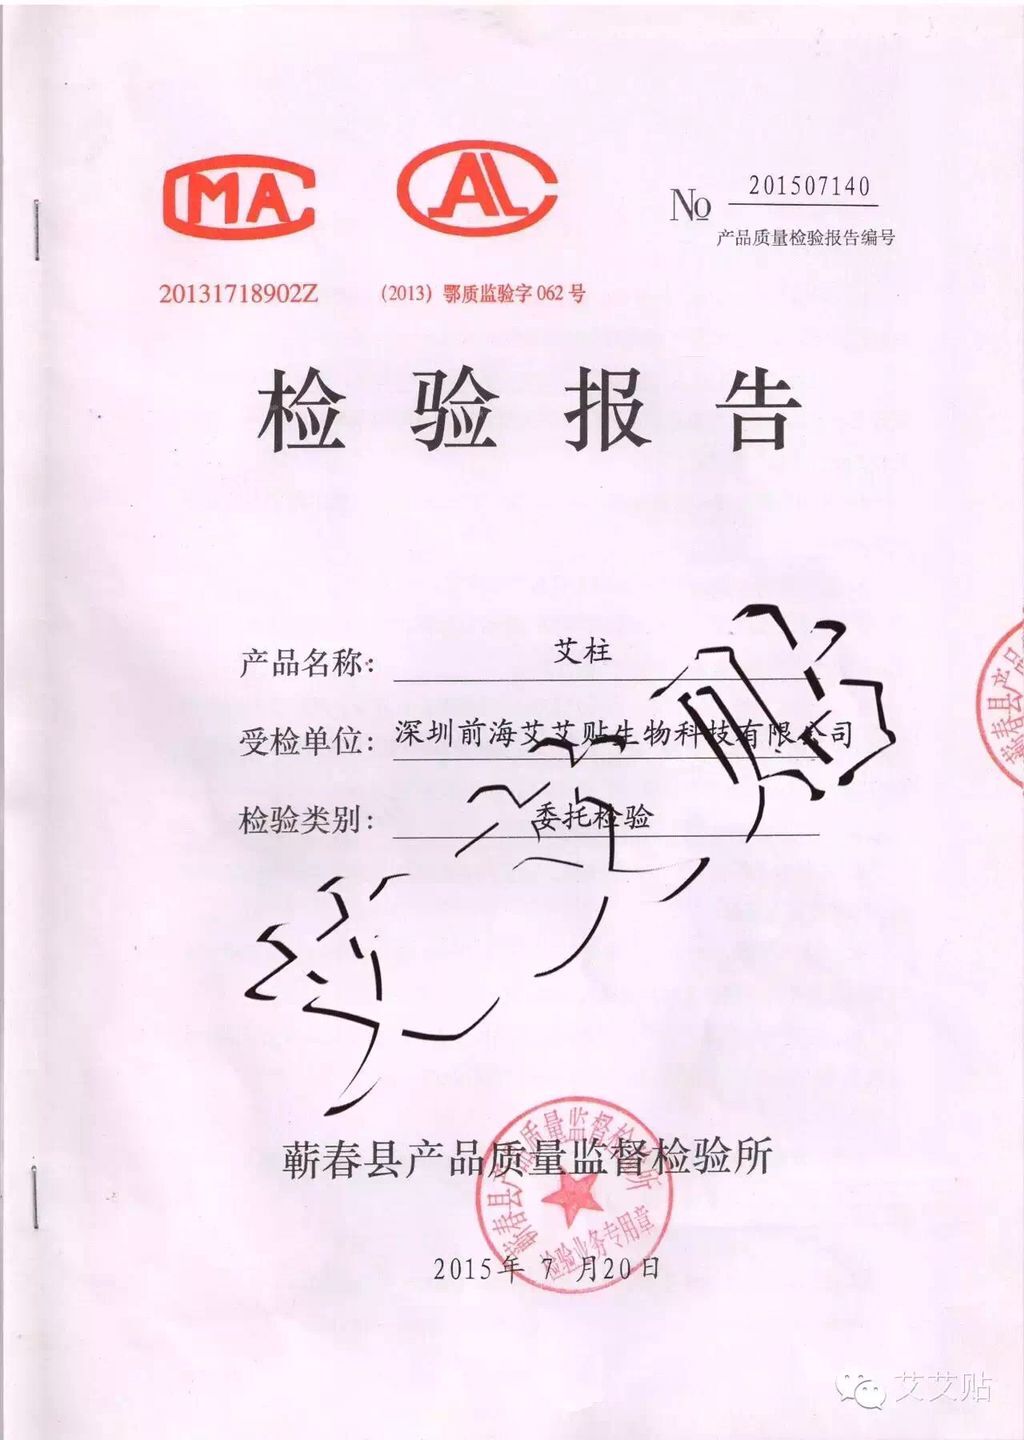 CMA
CAL
№ 201507140
产品质量检验报告编号
20131718902Z
(2013) 鄂质监验字 062 号
检验报告
产品名称: 艾柱
受检单位: 深圳前海艾艾贴生物科技有限公司
检验类别: 委托检验
蕲春县产品质量监督检验所
蕲春县产品质量监督检验所
检验业务专用章
2015年 7 月20日
蕲春县产品
艾艾贴